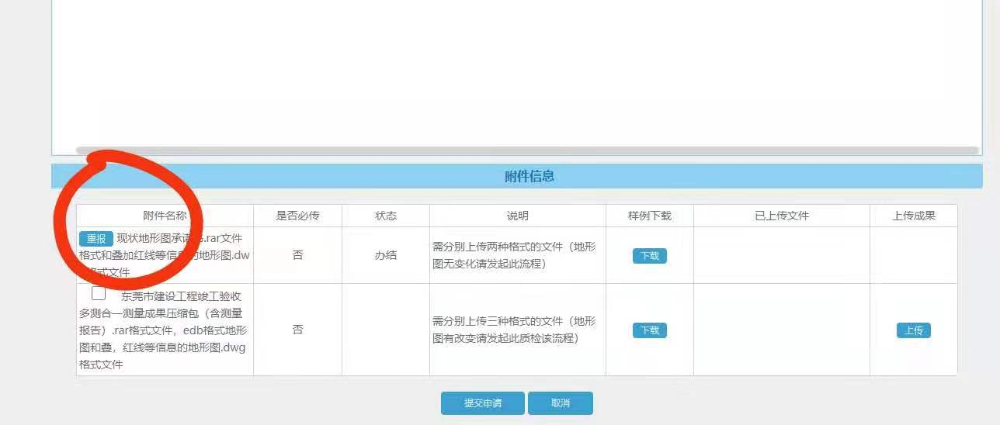 附件信息
附件名称 是否必传 状态 说明 样例下载 已上传文件 上传成果
重报 现状地形图承诺 .rar文件
格式和叠加红线等信息的地形图.dw
格式文件
否
办结
需分别上传两种格式的文件（地形
图无变化请发起此流程）
下载
东莞市建设工程竣工验收
多测合一测量成果压缩包（含测量
报告）.rar格式文件，edb格式地形
图和叠，红线等信息的地形图.dwg
格式文件
否
需分别上传三种格式的文件（地形
图有改变请发起此质检该流程）
下载
上传
提交申请 取消